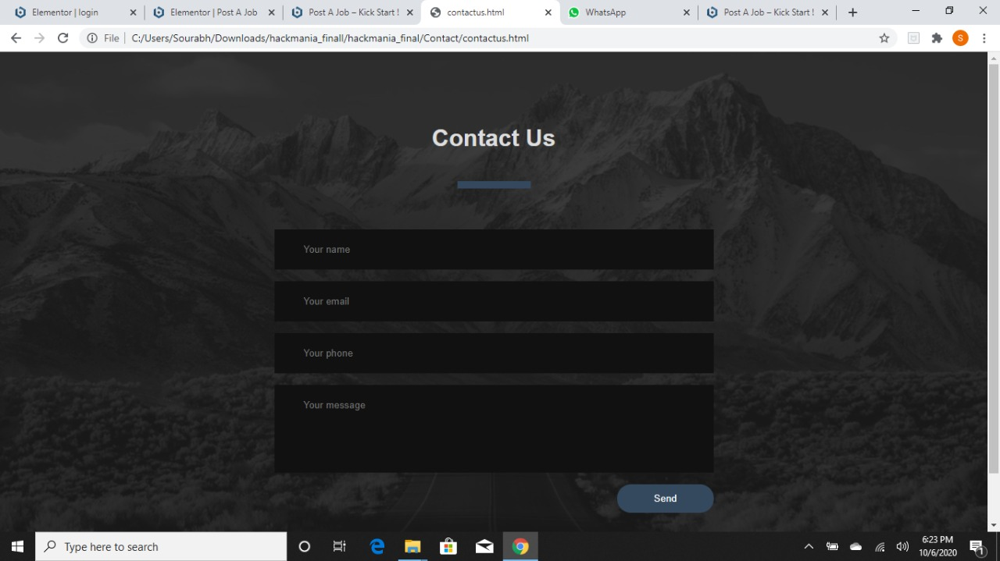 Elementor | login
Elementor | Post A Job
Post A Job – Kick Start !
contactus.html
WhatsApp
Post A Job – Kick Start !
File
C:/Users/Sourabh/Downloads/hackmania_finall/hackmania_final/Contact/contactus.html
S
Contact Us
Your name
Your email
Your phone
Your message
Send
Type here to search
6:23 PM
10/6/2020
1